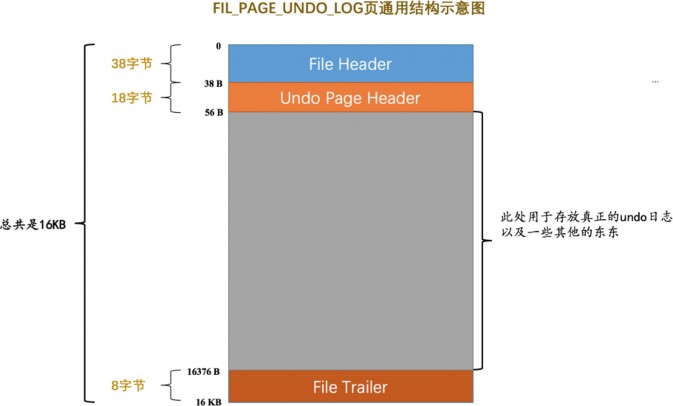 FIL_PAGE_UNDO_LOG页通用结构示意图
0
38字节
File Header
38 B
...
18字节
Undo Page Header
56 B
总共是16KB
此处用于存放真正的undo日志
以及一些其他的东东
16376 B
8字节
File Trailer
16 KB